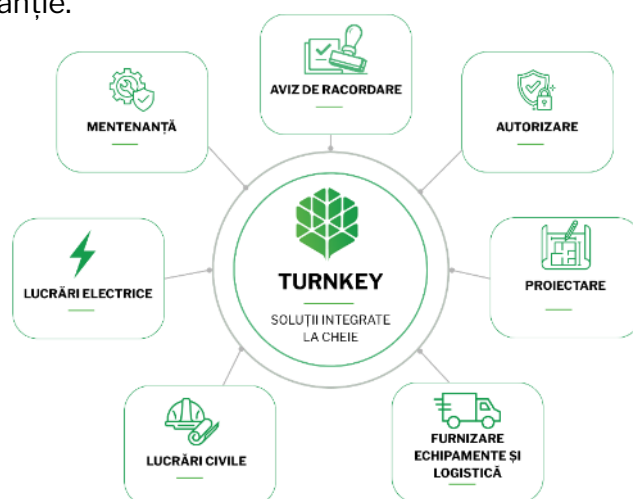 AVIZ DE RACORDARE
MENTENANȚĂ
AUTORIZARE
LUCRĂRI ELECTRICE
TURNKEY
SOLUȚII INTEGRATE
LA CHEIE
PROIECTARE
LUCRĂRI CIVILE
FURNIZARE
ECHIPAMENTE ȘI
LOGISTICĂ